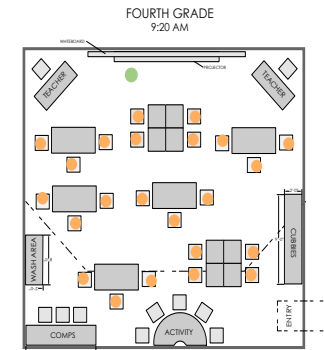 FOURTH GRADE
9:20 AM
WHITEBOARD
PROJECTOR
TEACHER
TEACHER
WASH AREA
CUBBIES
ENTRY
COMPS
ACTIVITY